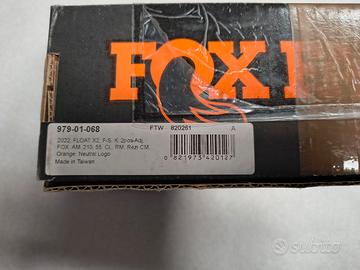 FOX F
979-01-068 FTW 820261 A
2022, FLOAT X2, F-S, K, 2pos-Adj,
FOX, AM, 210, 55, CL, RM, Rezi CM,
Orange, Neutral Logo
Made in Taiwan
0 821973 420127
subito